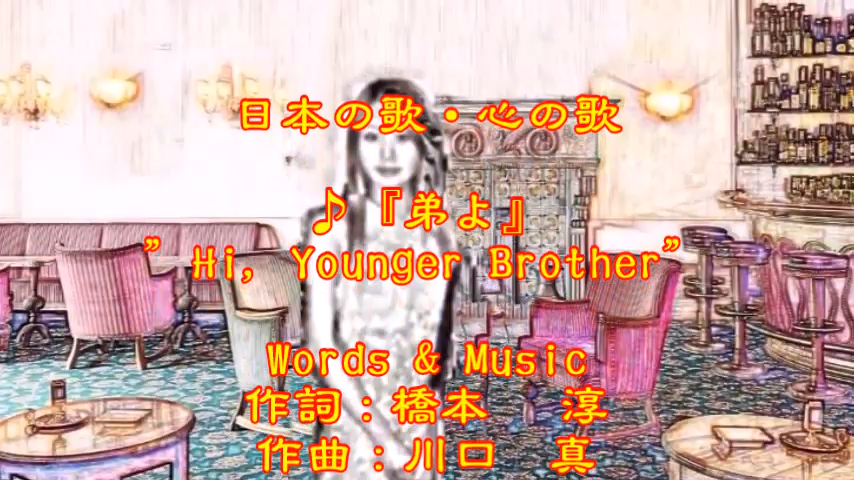 日本の歌・心の歌
♪『弟よ』
” Hi, Younger Brother”
Words & Music
作詞：橋本　淳
作曲：川口　真